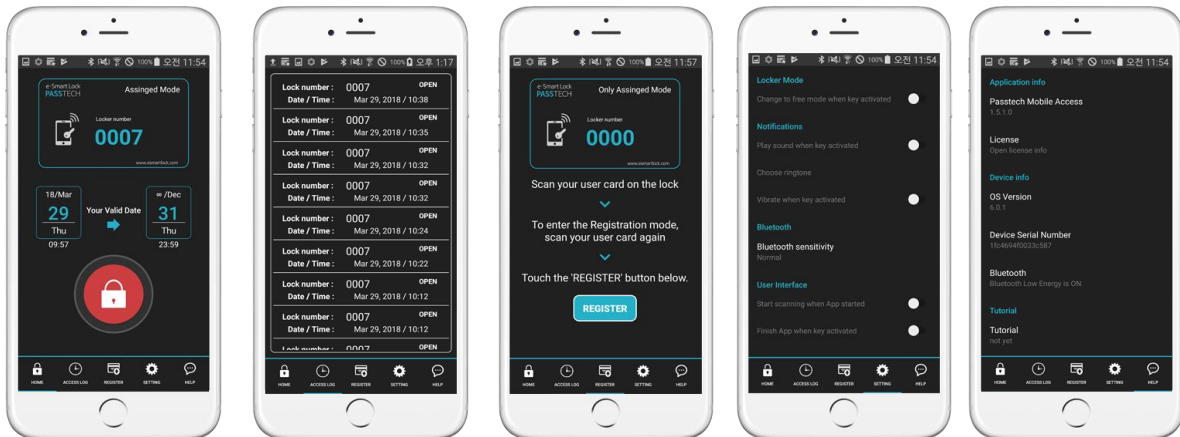 100% 오전 11:54
e-Smart Lock
PASSTECH
Assinged Mode
Locker number
0007
www.esmartlock.com
18/Mar
29
Thu
09:57
Your Valid Date
∞ /Dec
31
Thu
23:59
HOME
ACCESS LOG
REGISTER
SETTING
HELP
100% 오후 1:17
Lock number : 0007 OPEN
Date / Time : Mar 29, 2018 / 10:38
Lock number : 0007 OPEN
Date / Time : Mar 29, 2018 / 10:35
Lock number : 0007 OPEN
Date / Time : Mar 29, 2018 / 10:32
Lock number : 0007 OPEN
Date / Time : Mar 29, 2018 / 10:32
Lock number : 0007 OPEN
Date / Time : Mar 29, 2018 / 10:24
Lock number : 0007 OPEN
Date / Time : Mar 29, 2018 / 10:22
Lock number : 0007 OPEN
Date / Time : Mar 29, 2018 / 10:12
Lock number : 0007 OPEN
Date / Time : Mar 29, 2018 / 10:12
Lock number : 0007 OPEN
HOME
ACCESS LOG
REGISTER
SETTING
HELP
100% 오전 11:57
e-Smart Lock
PASSTECH
Only Assinged Mode
Locker number
0000
www.esmartlock.com
Scan your user card on the lock
To enter the Registration mode,
scan your user card again
Touch the 'REGISTER' button below.
REGISTER
HOME
ACCESS LOG
REGISTER
SETTING
HELP
100% 오전 11:54
Locker Mode
Change to free mode when key activated
Notifications
Play sound when key activated
Choose ringtone
Vibrate when key activated
Bluetooth
Bluetooth sensitivity
Normal
User Interface
Start scanning when App started
Finish App when key activated
HOME
ACCESS LOG
REGISTER
SETTING
HELP
100% 오전 11:54
Application info
Passtech Mobile Access
1.5.1.0
License
Open license info
Device info
OS Version
6.0.1
Device Serial Number
1fc4694f0033c587
Bluetooth
Bluetooth Low Energy is ON
Tutorial
Tutorial
not yet
HOME
ACCESS LOG
REGISTER
SETTING
HELP